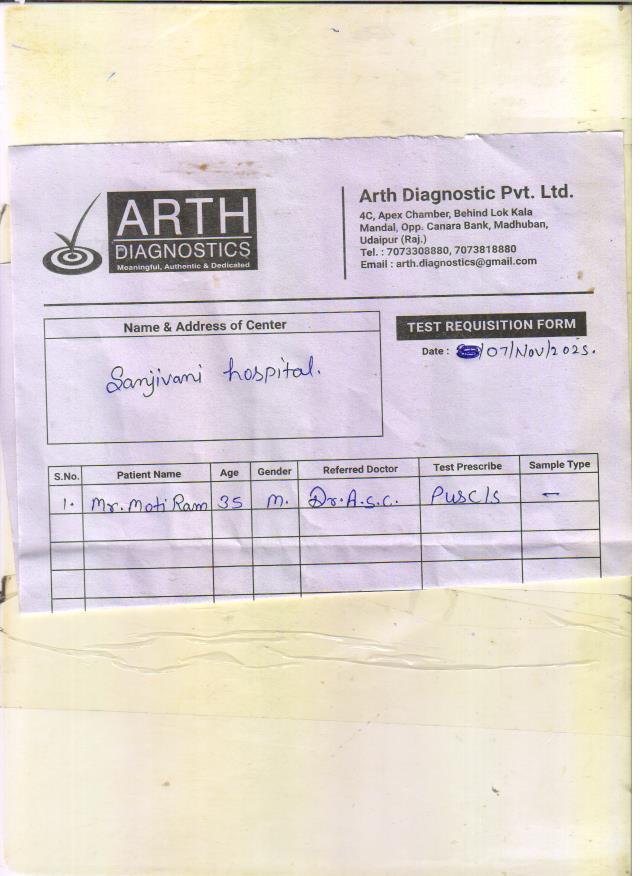 ARTH
DIAGNOSTICS
Meaningful, Authentic & Dedicated
Arth Diagnostic Pvt. Ltd.
4C, Apex Chamber, Behind Lok Kala
Mandal, Opp. Canara Bank, Madhuban,
Udaipur (Raj.)
Tel. : 7073308880, 7073818880
Email : arth.diagnostics@gmail.com
Name & Address of Center
Sanjivani hospital.
TEST REQUISITION FORM
Date : /07/Nov/2025.
S.No. Patient Name Age Gender Referred Doctor Test Prescribe Sample Type
1. Mr. Moti Ram 35 M. Dr. A.S.C. Pus C/s –